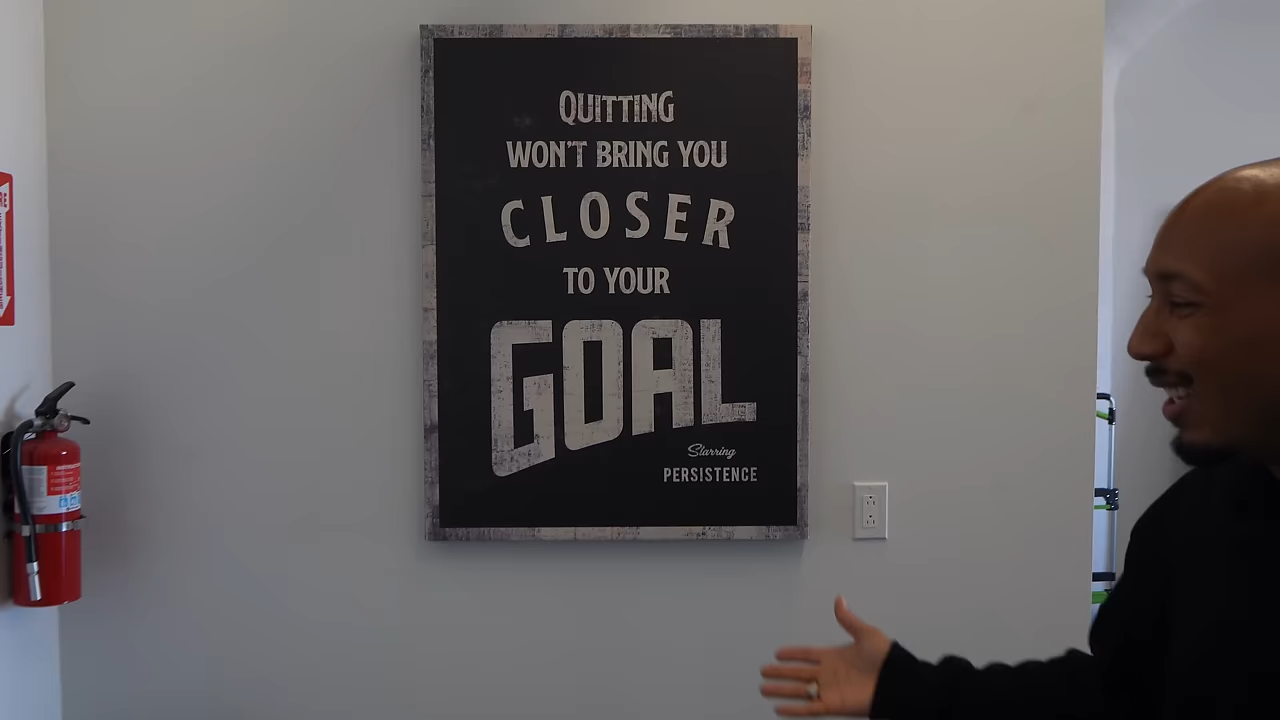 QUITTING
WON'T BRING YOU
CLOSER
TO YOUR
GOAL
Starring
PERSISTENCE